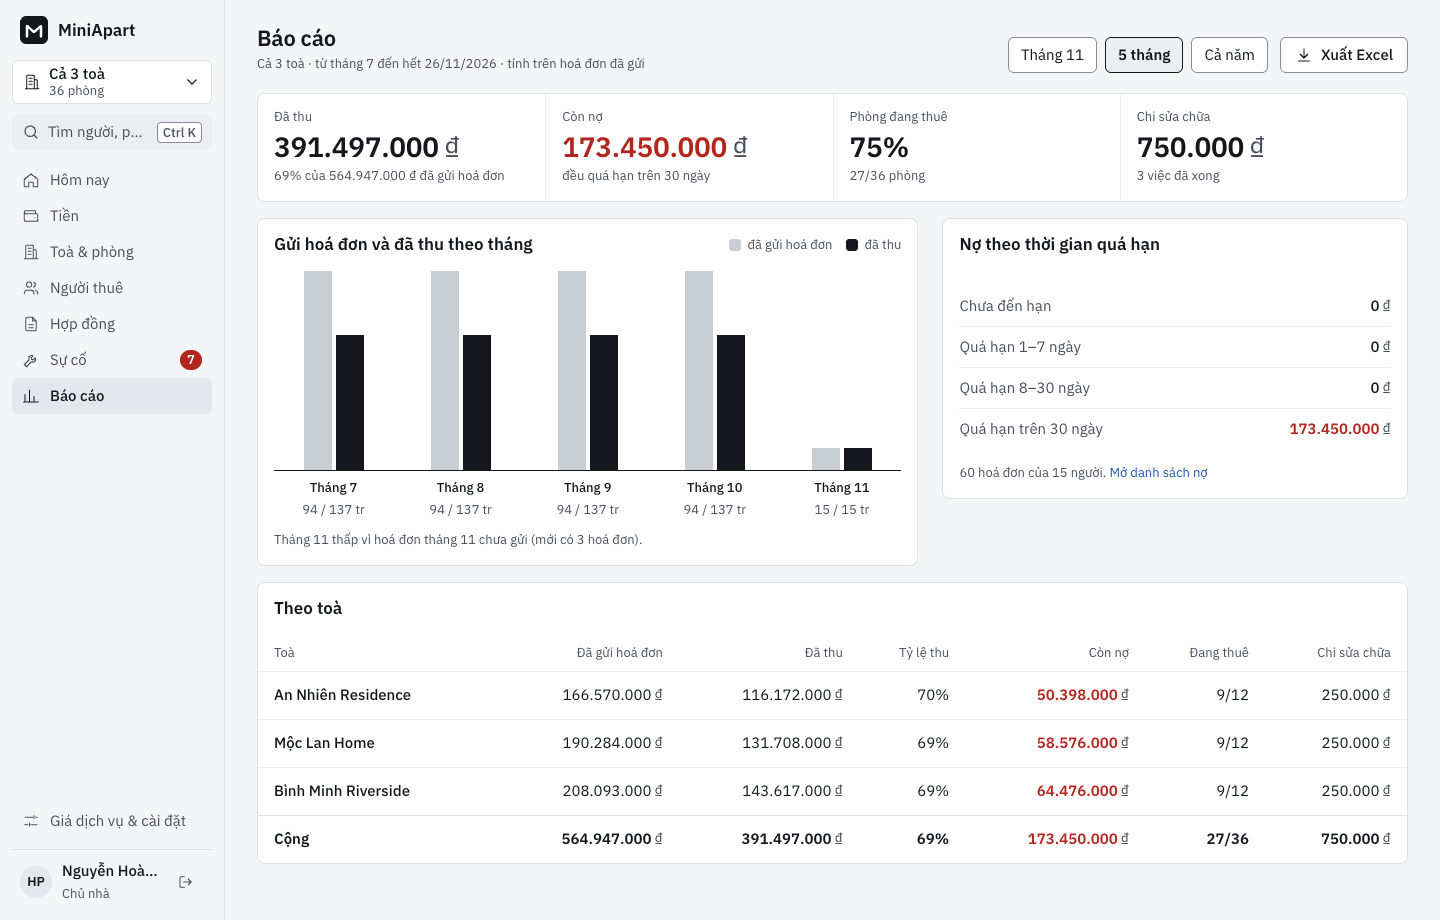 MiniApart
Cả 3 toà
36 phòng
Tìm người, p... Ctrl K
Hôm nay
Tiền
Toà & phòng
Người thuê
Hợp đồng
Sự cố 7
Báo cáo
Giá dịch vụ & cài đặt
HP
Nguyễn Hoà...
Chủ nhà
Báo cáo
Cả 3 toà · từ tháng 7 đến hết 26/11/2026 · tính trên hoá đơn đã gửi
Tháng 11 5 tháng Cả năm Xuất Excel
Đã thu
391.497.000 ₫
69% của 564.947.000 ₫ đã gửi hoá đơn
Còn nợ
173.450.000 ₫
đều quá hạn trên 30 ngày
Phòng đang thuê
75%
27/36 phòng
Chi sửa chữa
750.000 ₫
3 việc đã xong
Gửi hoá đơn và đã thu theo tháng
đã gửi hoá đơn đã thu
Tháng 7 Tháng 8 Tháng 9 Tháng 10 Tháng 11
94 / 137 tr 94 / 137 tr 94 / 137 tr 94 / 137 tr 15 / 15 tr
Tháng 11 thấp vì hoá đơn tháng 11 chưa gửi (mới có 3 hoá đơn).
Nợ theo thời gian quá hạn
Chưa đến hạn 0 ₫
Quá hạn 1–7 ngày 0 ₫
Quá hạn 8–30 ngày 0 ₫
Quá hạn trên 30 ngày 173.450.000 ₫
60 hoá đơn của 15 người. Mở danh sách nợ
Theo toà
Toà Đã gửi hoá đơn Đã thu Tỷ lệ thu Còn nợ Đang thuê Chi sửa chữa
An Nhiên Residence 166.570.000 ₫ 116.172.000 ₫ 70% 50.398.000 ₫ 9/12 250.000 ₫
Mộc Lan Home 190.284.000 ₫ 131.708.000 ₫ 69% 58.576.000 ₫ 9/12 250.000 ₫
Bình Minh Riverside 208.093.000 ₫ 143.617.000 ₫ 69% 64.476.000 ₫ 9/12 250.000 ₫
Cộng 564.947.000 ₫ 391.497.000 ₫ 69% 173.450.000 ₫ 27/36 750.000 ₫